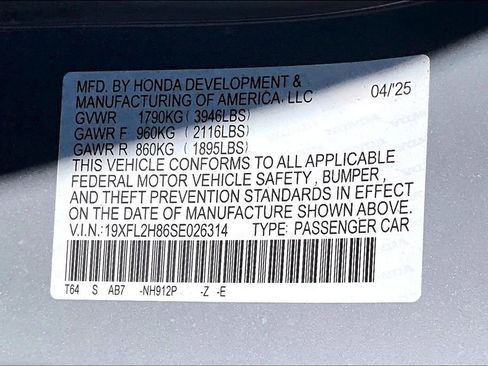 MFD. BY HONDA DEVELOPMENT &
MANUFACTURING OF AMERICA, LLC 04/'25
GVWR 1790KG (3946LBS)
GAWR F 960KG (2116LBS)
GAWR R 860KG (1895LBS)
THIS VEHICLE CONFORMS TO ALL APPLICABLE
FEDERAL MOTOR VEHICLE SAFETY, BUMPER,
AND THEFT PREVENTION STANDARDS IN EFFECT
ON THE DATE OF MANUFACTURE SHOWN ABOVE.
V.I.N.:19XFL2H86SE026314 TYPE: PASSENGER CAR
T64 S AB7 -NH912P -Z -E